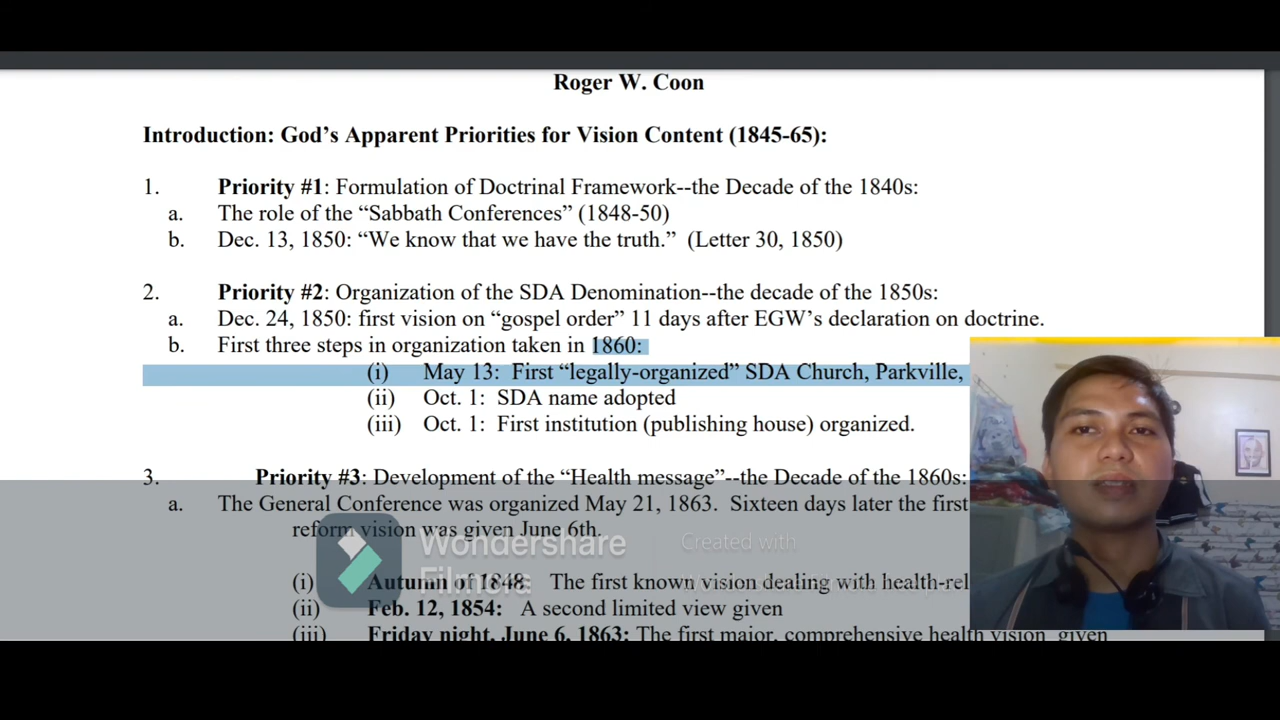 Roger W. Coon
Introduction: God's Apparent Priorities for Vision Content (1845-65):
1. Priority #1: Formulation of Doctrinal Framework--the Decade of the 1840s:
a. The role of the “Sabbath Conferences” (1848-50)
b. Dec. 13, 1850: “We know that we have the truth.” (Letter 30, 1850)
2. Priority #2: Organization of the SDA Denomination--the decade of the 1850s:
a. Dec. 24, 1850: first vision on “gospel order” 11 days after EGW’s declaration on doctrine.
b. First three steps in organization taken in 1860:
(i) May 13: First “legally-organized” SDA Church, Parkville,
(ii) Oct. 1: SDA name adopted
(iii) Oct. 1: First institution (publishing house) organized.
3. Priority #3: Development of the “Health message”--the Decade of the 1860s:
a. The General Conference was organized May 21, 1863. Sixteen days later the first
reform vision was given June 6th.
Wondershare
Filmora
Created with
(i) Autumn of 1848: The first known vision dealing with
(ii) Feb. 12, 1854: A second limited view given
(iii) Friday night, June 6, 1863: The first major, comprehensive health vision, given